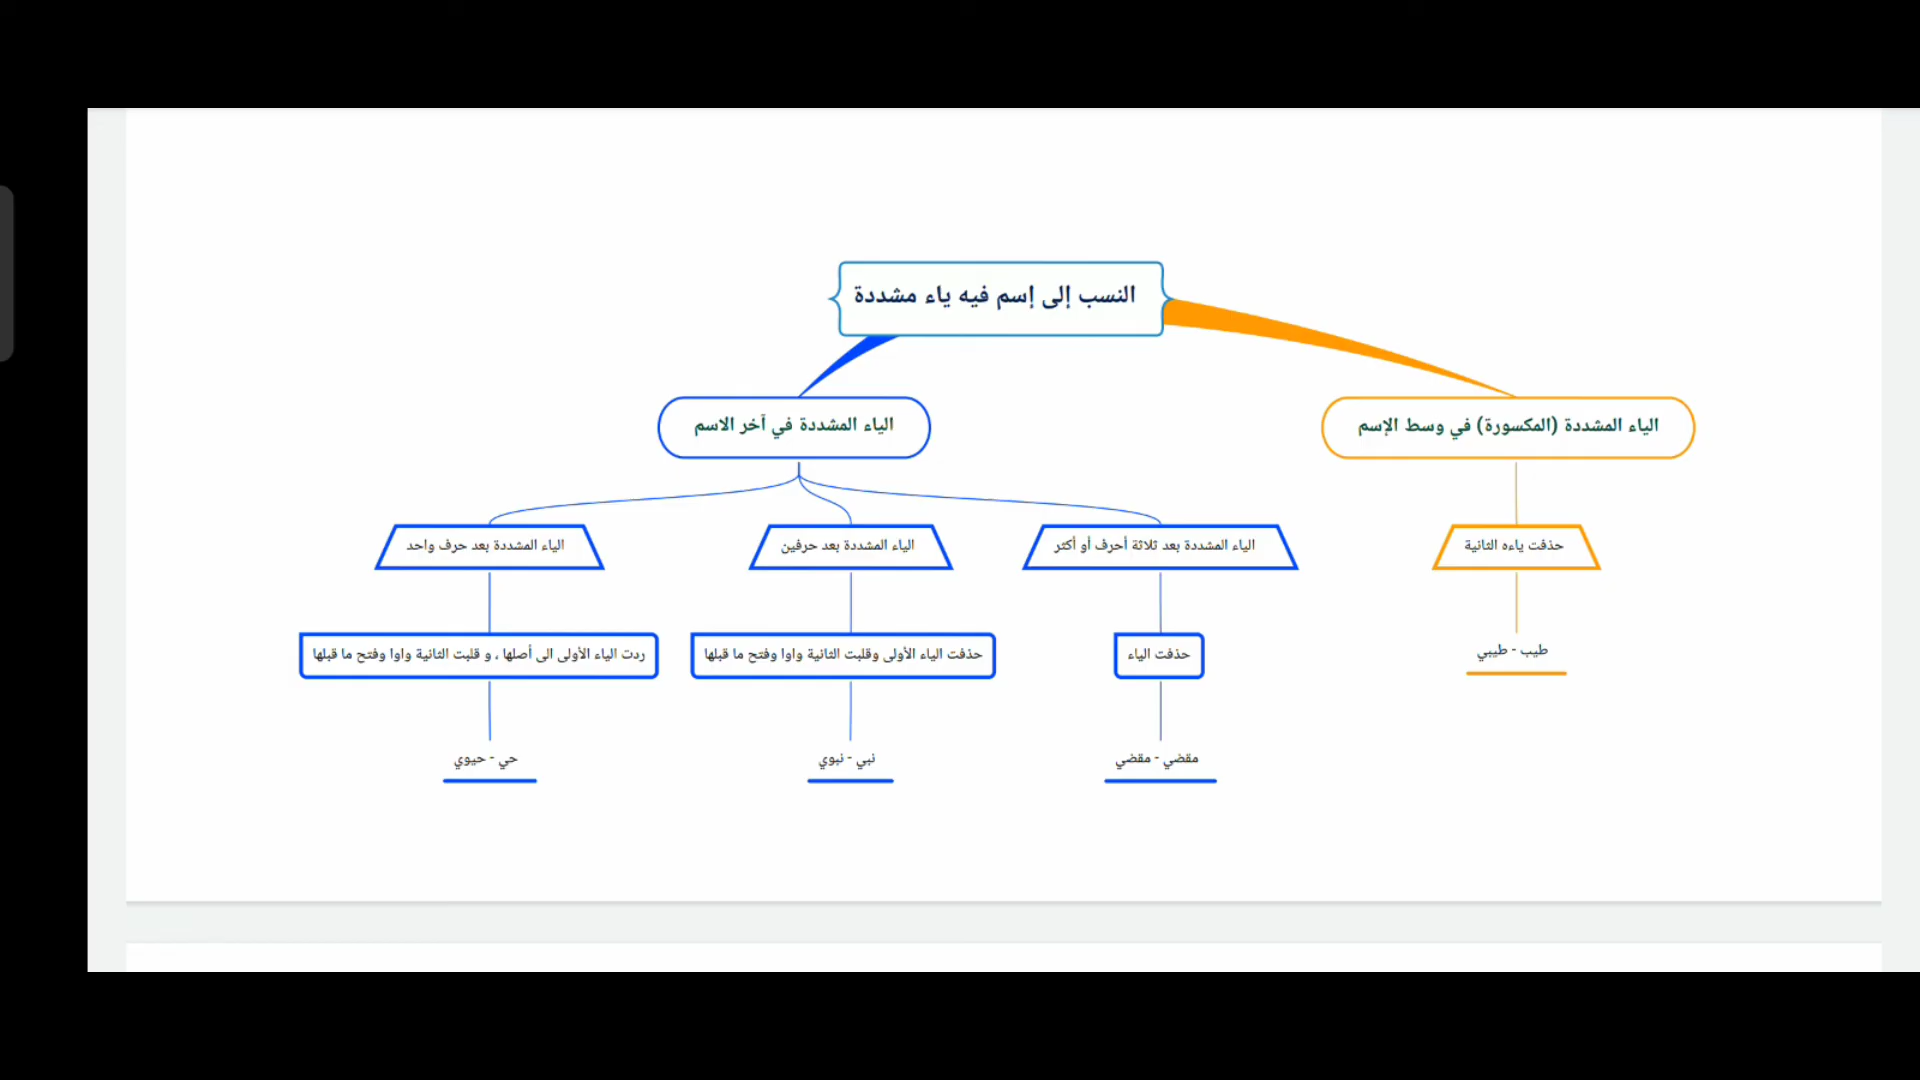 النسب إلى إسم فيه ياء مشددة
الياء المشددة (المكسورة) في وسط الإسم
الياء المشددة في آخر الاسم
حذفت ياءه الثانية
الياء المشددة بعد ثلاثة أحرف أو أكثر
الياء المشددة بعد حرفين
الياء المشددة بعد حرف واحد
طيب - طيبي
حذفت الياء
حذفت الياء الأولى وقلبت الثانية واوا وفتح ما قبلها
ردت الياء الأولى الى أصلها ، و قلبت الثانية واوا وفتح ما قبلها
مقضي - مقضي
نبي - نبوي
حي - حيوي